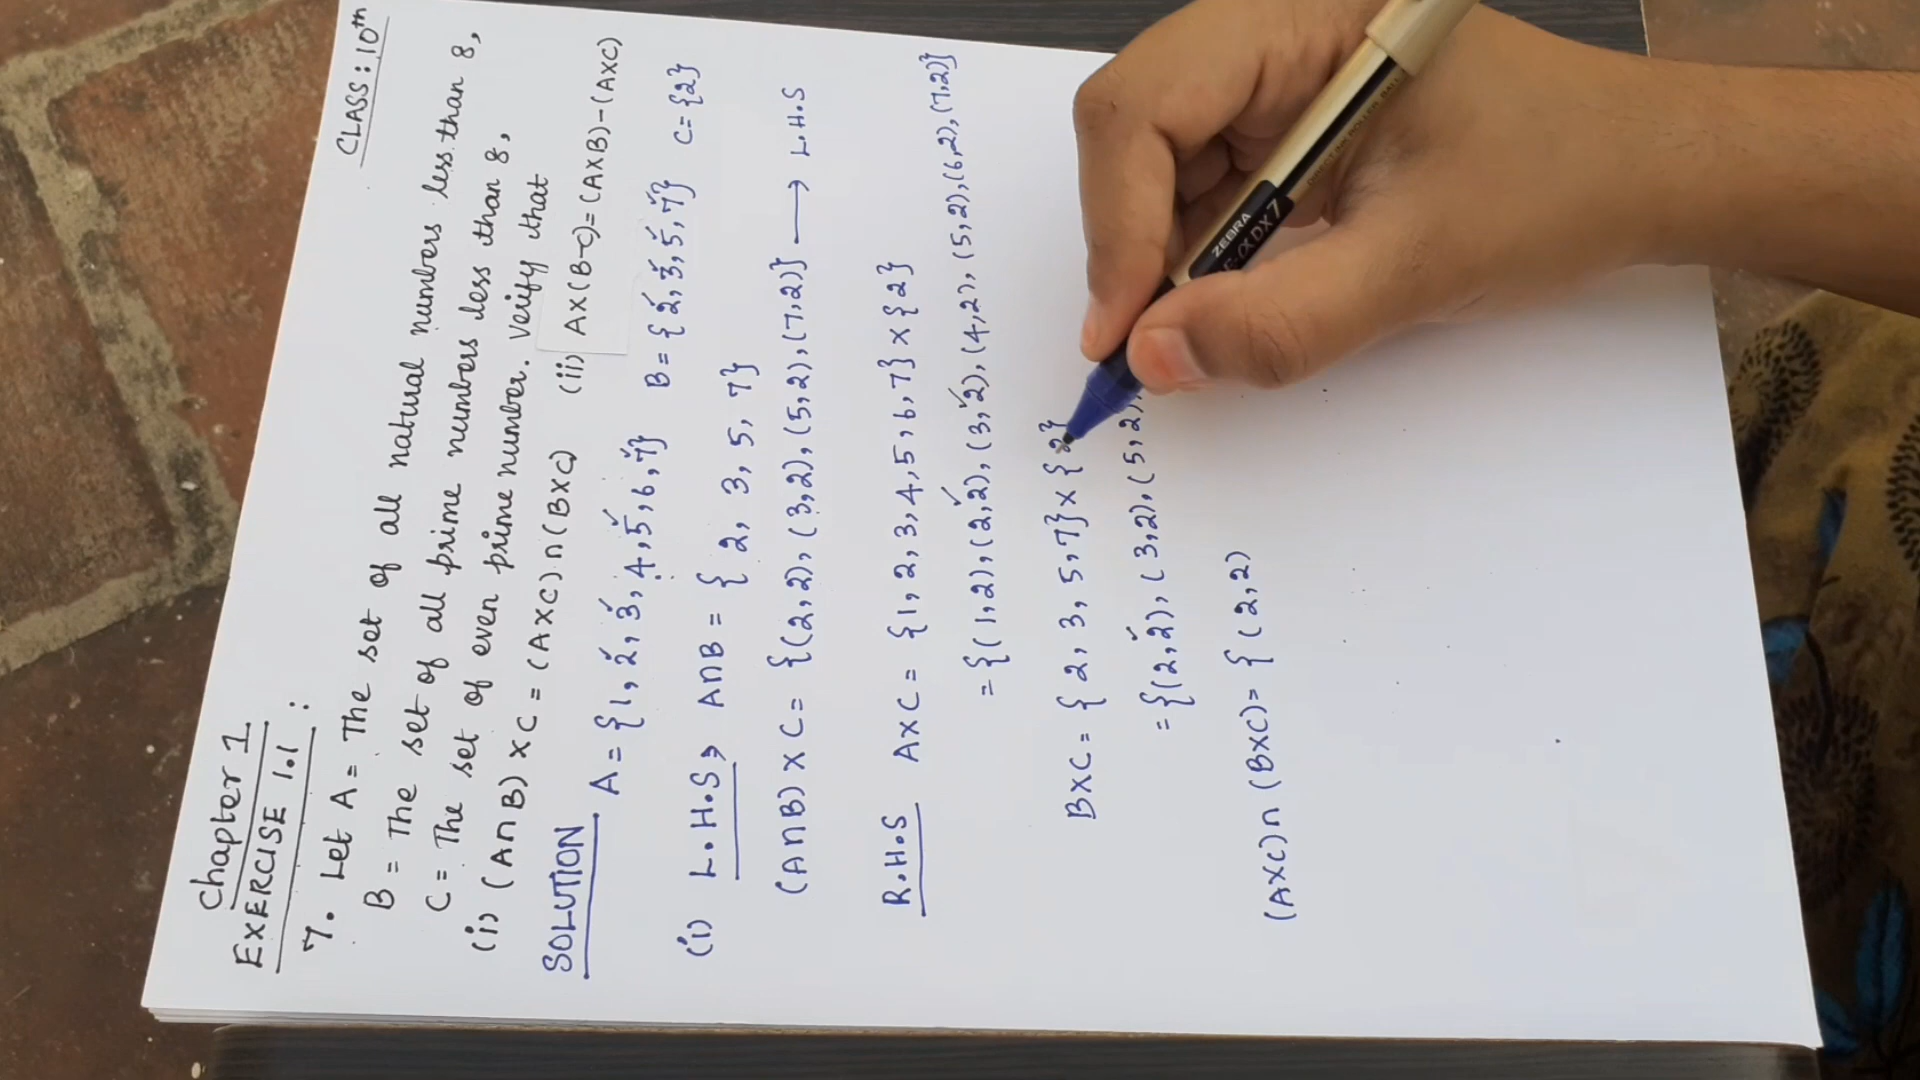 CLASS: 10th
Chapter 1
EXERCISE 1.1 :
7. Let A = The set of all natural numbers less than 8,
B = The set of all prime numbers less than 8,
C = The set of even prime number. Verify that
(i) (A∩B) × C = (A×C) ∩ (B×C) (ii) A×(B-C) = (A×B) - (A×C)
SOLUTION A = {1, 2, 3, 4, 5, 6, 7} B = {2, 3, 5, 7} C = {2}
(i) L.H.S, A∩B = { 2, 3, 5, 7}
(A∩B) × C = {(2,2), (3,2), (5,2), (7,2)} → L.H.S
R.H.S A×C = {1, 2, 3, 4, 5, 6, 7} × {2}
= {(1,2), (2,2), (3,2), (4,2), (5,2), (6,2), (7,2)}
B×C = { 2, 3, 5, 7} × {2}
= {(2,2), (3,2), (5,2),
(A×C) ∩ (B×C) = { (2,2)
ZEBRA
DX7